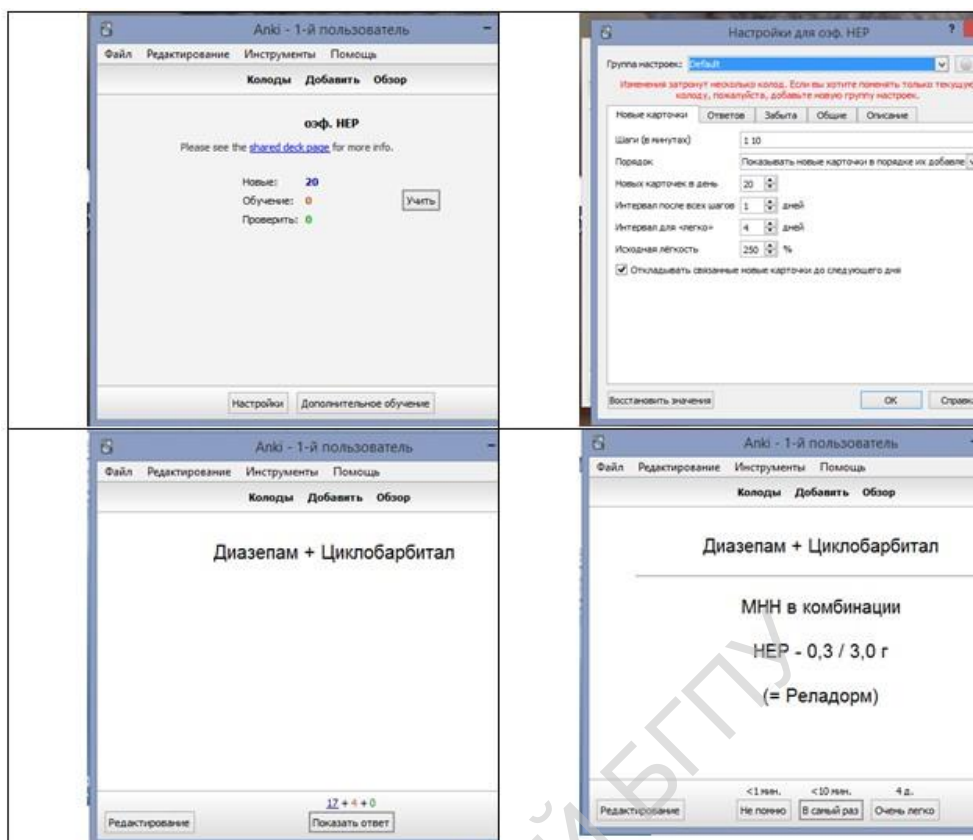 Anki - 1-й пользователь
Файл Редактирование Инструменты Помощь
Колоды Добавить Обзор
оэф. НЕР
Please see the shared deck page for more info.
Новые: 20
Обучение: 0
Проверить: 0
Учить
Настройки Дополнительное обучение
Настройки для оэф. НЕР
Группа настроек: Default
Изменения затронут несколько колод. Если вы хотите поменять только текущую
колоду, пожалуйста, добавьте новую группу настроек.
Новые карточки Ответов Забыта Общие Описание
Шаги (в минутах) 1 10
Порядок Показывать новые карточки в порядке их добавле
Новых карточек в день 20
Интервал после всех шагов 1 дней
Интервал для «легко» 4 дней
Исходная лёгкость 250 %
Откладывать связанные новые карточки до следующего дня
Восстановить значения OK Справка
Anki - 1-й пользователь
Файл Редактирование Инструменты Помощь
Колоды Добавить Обзор
Диазепам + Циклобарбитал
17 + 4 + 0
Редактирование Показать ответ
Anki - 1-й пользователь
Файл Редактирование Инструменты Помощь
Колоды Добавить Обзор
Диазепам + Циклобарбитал
МНН в комбинации
НЕР - 0,3 / 3,0 г
(= Реладорм)
<1 мин. <10 мин. 4 д.
Редактирование Не помню В самый раз Очень легко
БГПУ